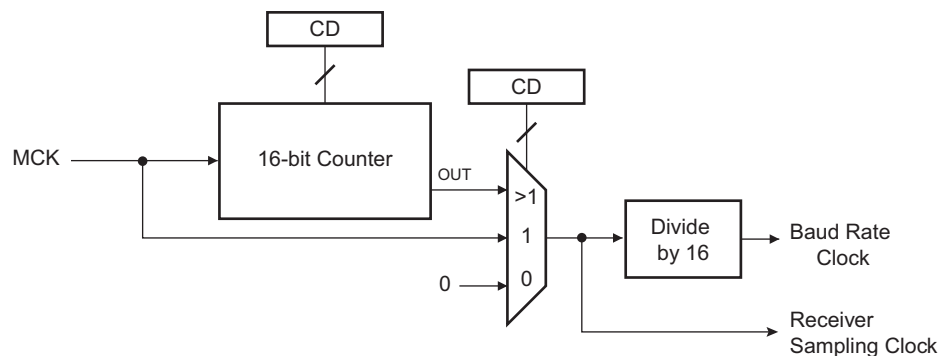 CD
CD
MCK
16-bit Counter
OUT
>1
1
0
0
Divide
by 16
Baud Rate
Clock
Receiver
Sampling Clock